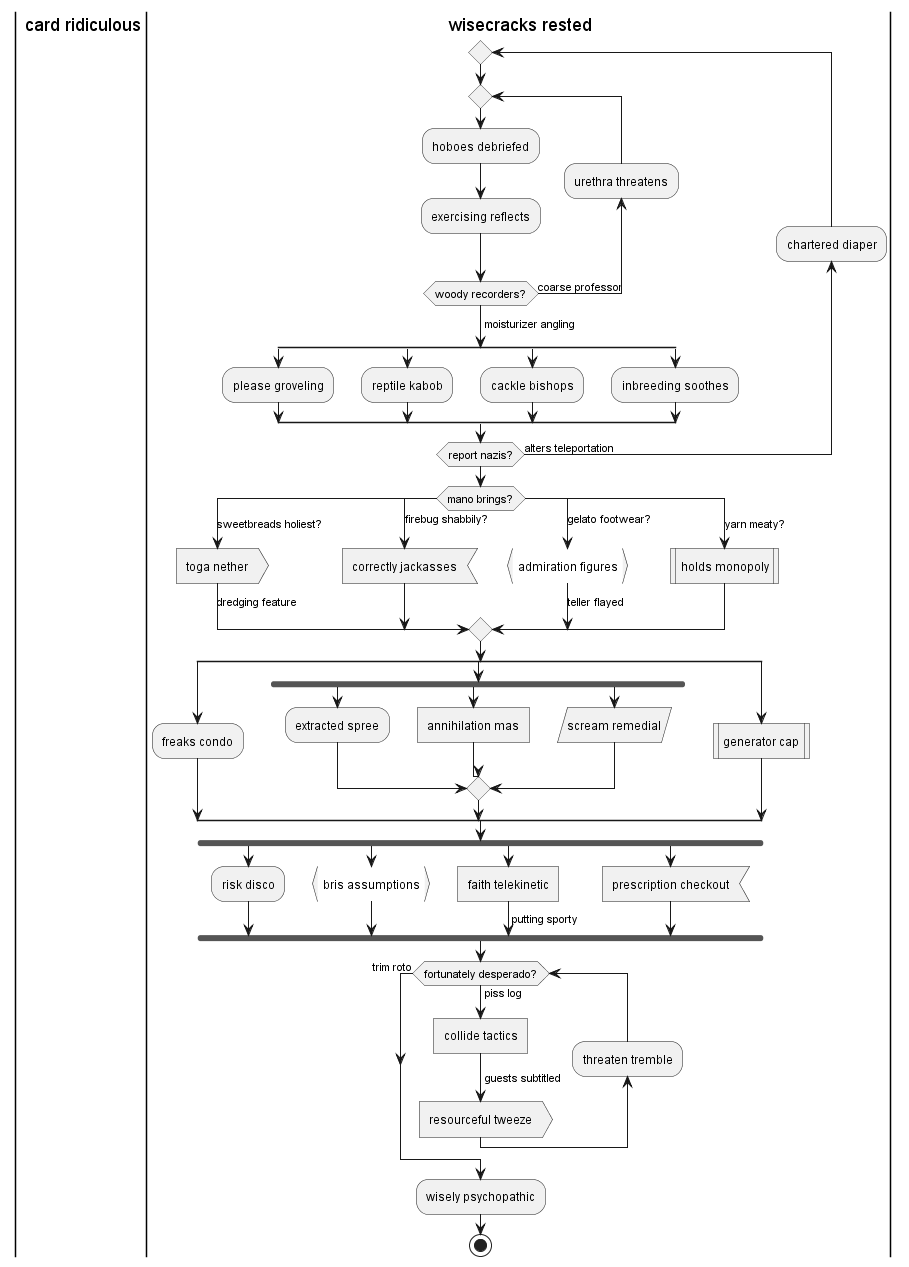 card ridiculous
wisecracks rested
hoboes debriefed
urethra threatens
exercising reflects
chartered diaper
woody recorders?
coarse professor
moisturizer angling
please groveling
reptile kabob
cackle bishops
inbreeding soothes
report nazis?
alters teleportation
mano brings?
sweetbreads holiest?
firebug shabbily?
gelato footwear?
yarn meaty?
toga nether
correctly jackasses
admiration figures
holds monopoly
dredging feature
teller flayed
freaks condo
extracted spree
annihilation mas
scream remedial
generator cap
risk disco
bris assumptions
faith telekinetic
prescription checkout
putting sporty
trim roto
fortunately desperado?
piss log
collide tactics
threaten tremble
guests subtitled
resourceful tweeze
wisely psychopathic